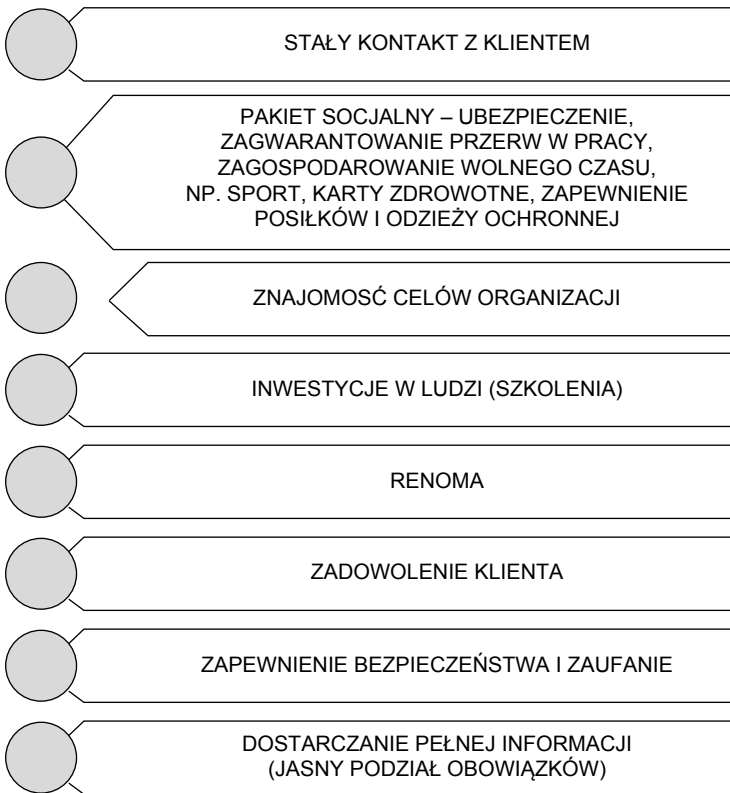 STAŁY KONTAKT Z KLIENTEM
PAKIET SOCJALNY – UBEZPIECZENIE,
ZAGWARANTOWANIE PRZERW W PRACY,
ZAGOSPODAROWANIE WOLNEGO CZASU,
NP. SPORT, KARTY ZDROWOTNE, ZAPEWNIENIE
POSIŁKÓW I ODZIEŻY OCHRONNEJ
ZNAJOMOŚĆ CELÓW ORGANIZACJI
INWESTYCJE W LUDZI (SZKOLENIA)
RENOMA
ZADOWOLENIE KLIENTA
ZAPEWNIENIE BEZPIECZEŃSTWA I ZAUFANIE
DOSTARCZANIE PEŁNEJ INFORMACJI
(JASNY PODZIAŁ OBOWIĄZKÓW)